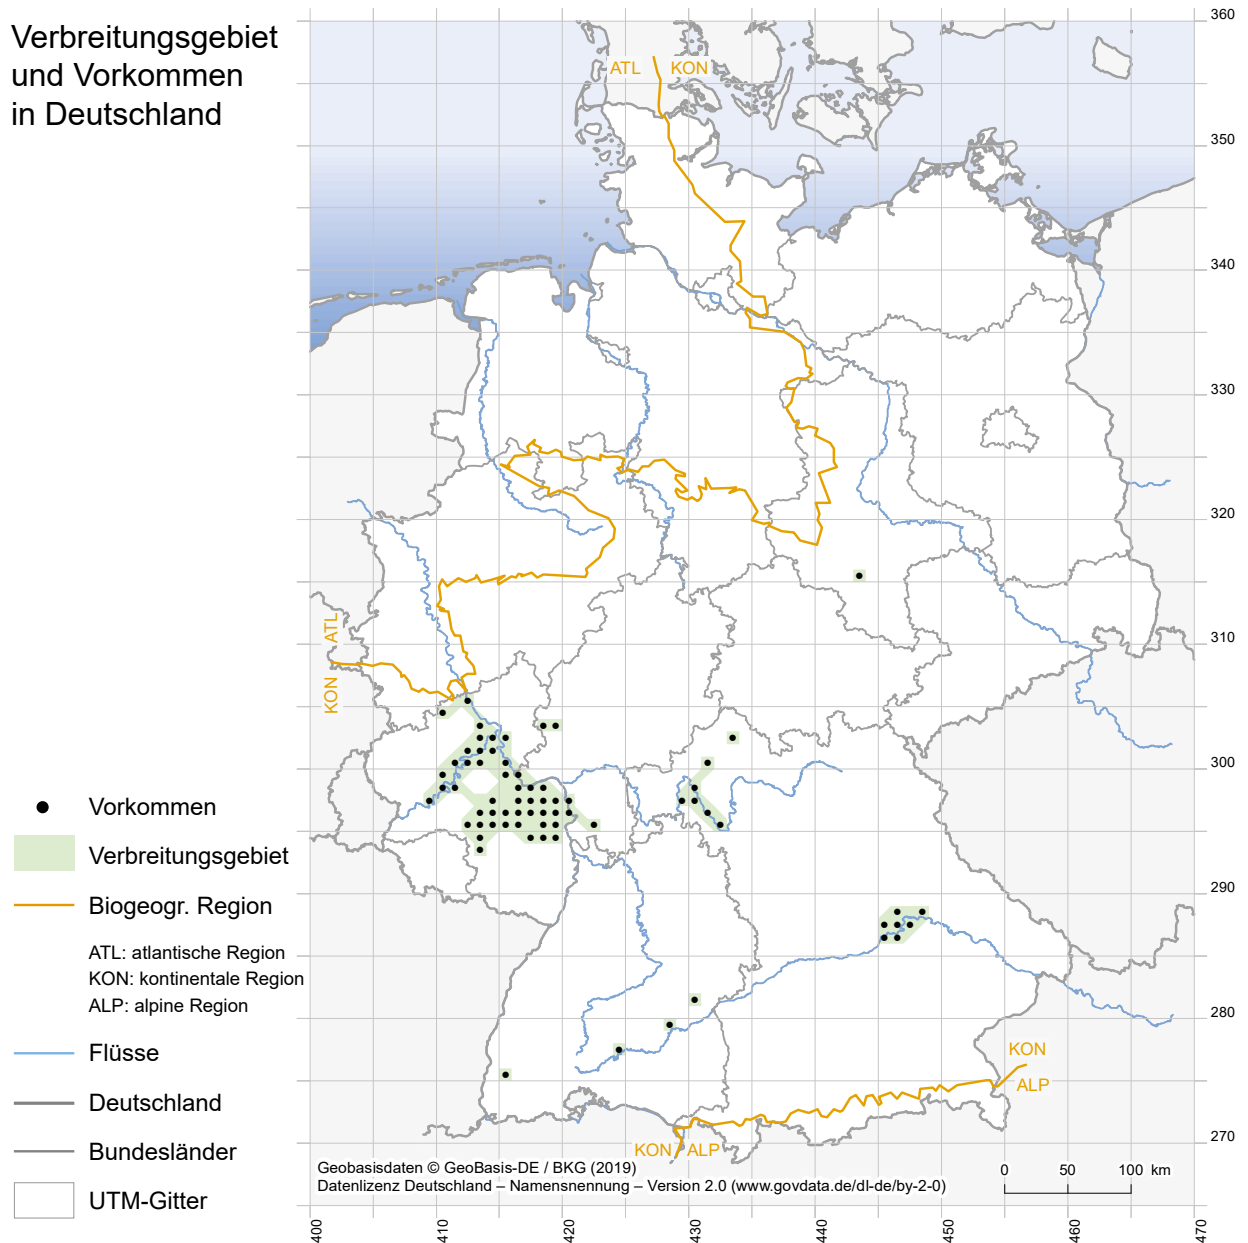 Verbreitungsgebiet
und Vorkommen
in Deutschland
ATL KON
360
350
340
330
320
310
300
290
280
270
ATL
KON
Vorkommen
Verbreitungsgebiet
Biogeogr. Region
ATL: atlantische Region
KON: kontinentale Region
ALP: alpine Region
Flüsse
Deutschland
Bundesländer
UTM-Gitter
KON
ALP
KON ALP
Geobasisdaten © GeoBasis-DE / BKG (2019)
Datenlizenz Deutschland – Namensnennung – Version 2.0 (www.govdata.de/dl-de/by-2-0)
0 50 100 km
400 410 420 430 440 450 460 470